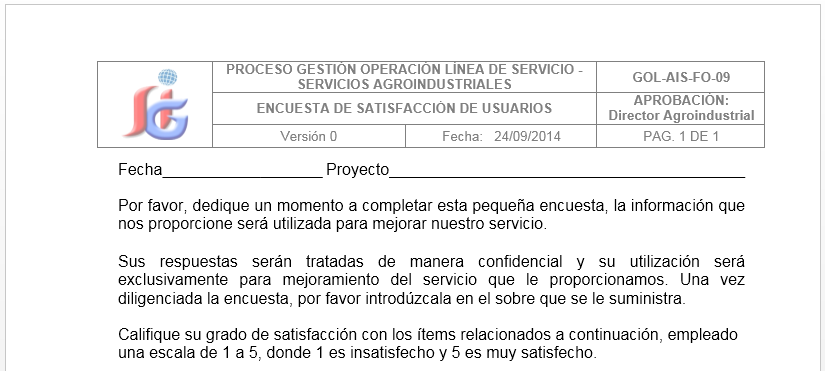 PROCESO GESTIÓN OPERACIÓN LÍNEA DE SERVICIO -
SERVICIOS AGROINDUSTRIALES
GOL-AIS-FO-09
ENCUESTA DE SATISFACCIÓN DE USUARIOS
APROBACIÓN:
Director Agroindustrial
Versión 0
Fecha: 24/09/2014
PAG. 1 DE 1
Fecha____________________ Proyecto____________________________________________
Por favor, dedique un momento a completar esta pequeña encuesta, la información que
nos proporcione será utilizada para mejorar nuestro servicio.
Sus respuestas serán tratadas de manera confidencial y su utilización será
exclusivamente para mejoramiento del servicio que le proporcionamos. Una vez
diligenciada la encuesta, por favor introdúzcala en el sobre que se le suministra.
Califique su grado de satisfacción con los ítems relacionados a continuación, empleado
una escala de 1 a 5, donde 1 es insatisfecho y 5 es muy satisfecho.